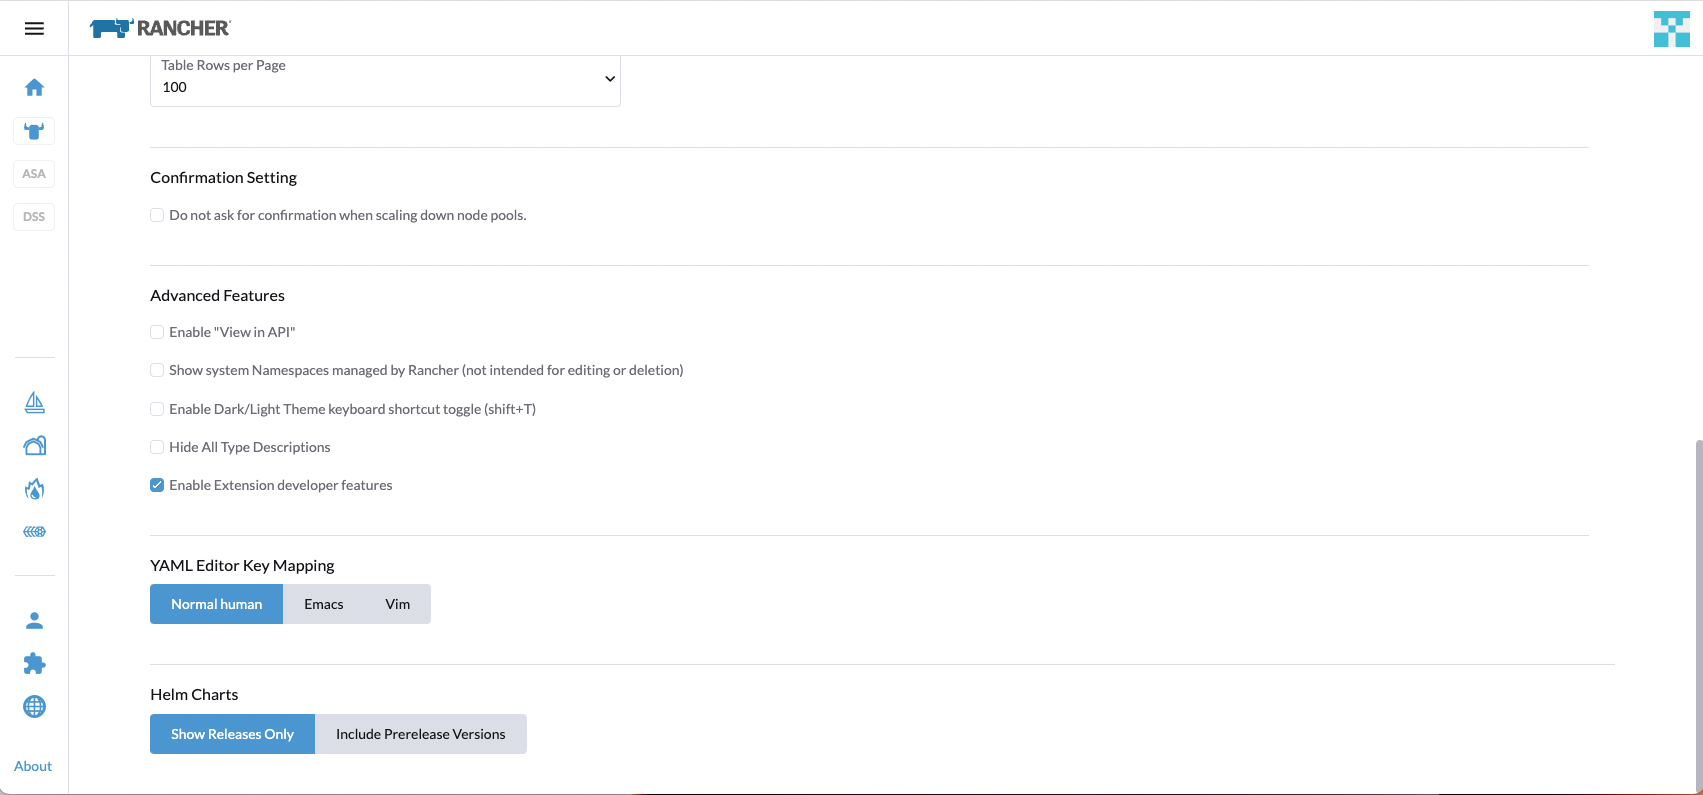 RANCHER
Table Rows per Page
100
ASA
DSS
Confirmation Setting
Do not ask for confirmation when scaling down node pools.
Advanced Features
Enable "View in API"
Show system Namespaces managed by Rancher (not intended for editing or deletion)
Enable Dark/Light Theme keyboard shortcut toggle (shift+T)
Hide All Type Descriptions
Enable Extension developer features
YAML Editor Key Mapping
Normal human Emacs Vim
Helm Charts
Show Releases Only Include Prerelease Versions
About